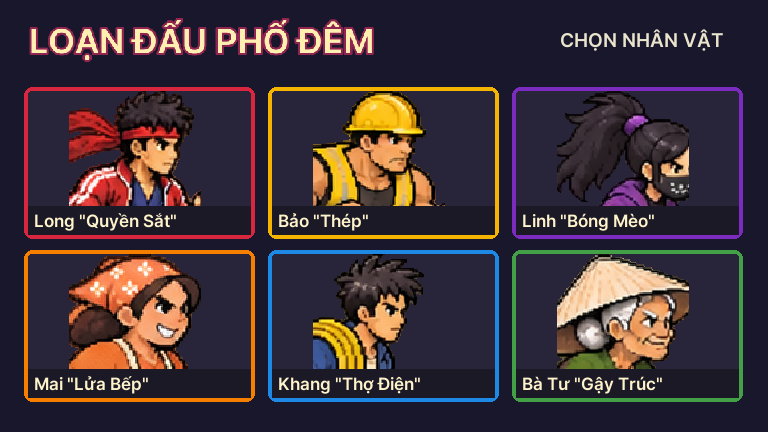 LOẠN ĐẤU PHỐ ĐÊM
CHỌN NHÂN VẬT
Long "Quyền Sắt"
Bảo "Thép"
Linh "Bóng Mèo"
Mai "Lửa Bếp"
Khang "Thợ Điện"
Bà Tư "Gậy Trúc"